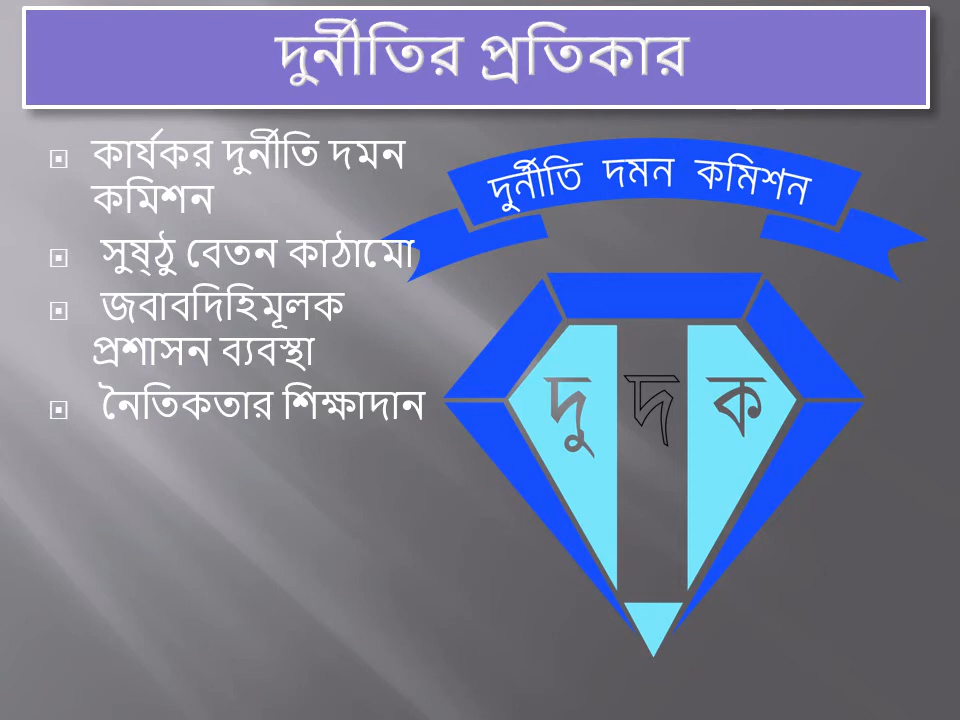 দুর্নীতির প্রতিকার
কার্যকর দুর্নীতি দমন
কমিশন
সুষ্ঠু বেতন কাঠামো
জবাবদিহিমূলক
প্রশাসন ব্যবস্থা
নৈতিকতার শিক্ষাদান
দুর্নীতি দমন কমিশন
দু দ ক